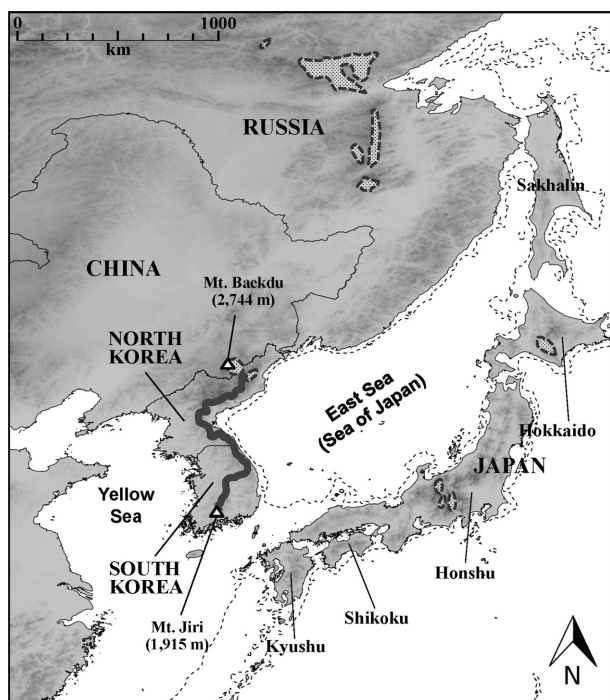 0 1000
km
RUSSIA
Sakhalin
CHINA
Mt. Baekdu
(2,744 m)
NORTH
KOREA
East Sea
(Sea of Japan)
Hokkaido
JAPAN
Yellow
Sea
SOUTH
KOREA
Honshu
Shikoku
Mt. Jiri
(1,915 m)
Kyushu
N